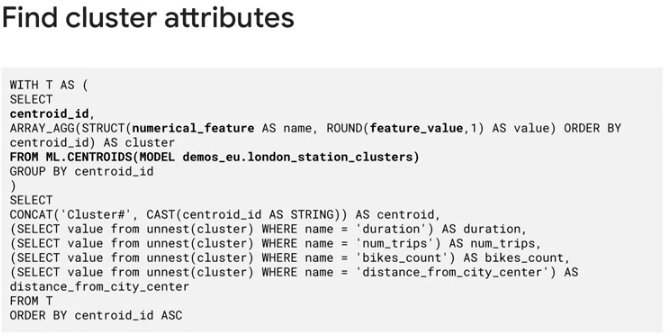 Find cluster attributes
WITH T AS (
SELECT
centroid_id,
ARRAY_AGG(STRUCT(numerical_feature AS name, ROUND(feature_value,1) AS value) ORDER BY
centroid_id) AS cluster
FROM ML.CENTROIDS(MODEL demos_eu.london_station_clusters)
GROUP BY centroid_id
)
SELECT
CONCAT('Cluster#', CAST(centroid_id AS STRING)) AS centroid,
(SELECT value from unnest(cluster) WHERE name = 'duration') AS duration,
(SELECT value from unnest(cluster) WHERE name = 'num_trips') AS num_trips,
(SELECT value from unnest(cluster) WHERE name = 'bikes_count') AS bikes_count,
(SELECT value from unnest(cluster) WHERE name = 'distance_from_city_center') AS
distance_from_city_center
FROM T
ORDER BY centroid_id ASC